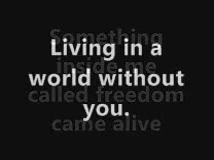 Something
Living in a
inside me
world without
called freedom
you.
came alive